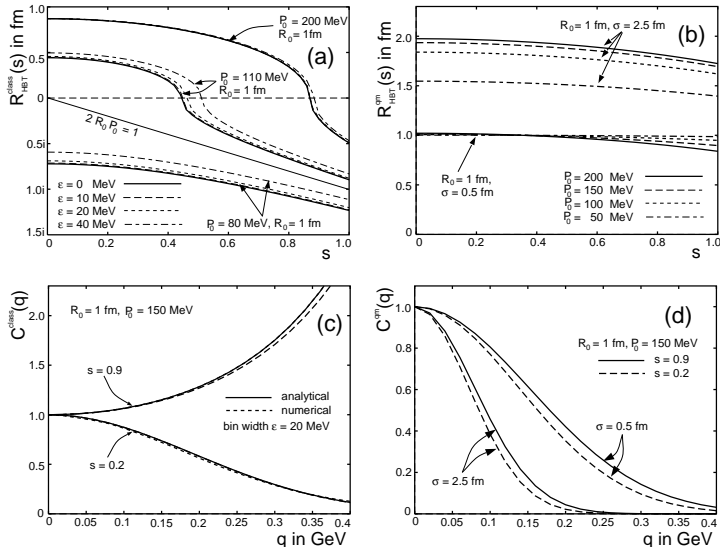 R class HBT (s) in fm
0.5
0
0.5i
1.0i
1.5i
0 0.2 0.4 0.6 0.8 1.0
s
(a)
P0 = 200 MeV
R0 = 1fm
P0 = 110 MeV
R0 = 1 fm
2 R0 P0 = 1
ε = 0 MeV
ε = 10 MeV
ε = 20 MeV
ε = 40 MeV
P0 = 80 MeV, R0 = 1 fm
R qm HBT (s) in fm
2.0
1.5
1.0
0.5
0
0 0.2 0.4 0.6 0.8 1.0
s
(b)
R0 = 1 fm, σ = 2.5 fm
R0 = 1 fm,
σ = 0.5 fm
P0 = 200 MeV
P0 = 150 MeV
P0 = 100 MeV
P0 = 50 MeV
C class (q)
2.0
1.5
1.0
0.5
0
0 0.05 0.1 0.15 0.2 0.25 0.3 0.35 0.4
q in GeV
(c)
R0 = 1 fm, P0 = 150 MeV
s = 0.9
s = 0.2
analytical
numerical
bin width ε = 20 MeV
C qm (q)
1.0
0.8
0.6
0.4
0.2
0
0 0.05 0.1 0.15 0.2 0.25 0.3 0.35 0.4
q in GeV
(d)
R0 = 1 fm, P0 = 150 MeV
s = 0.9
s = 0.2
σ = 0.5 fm
σ = 2.5 fm